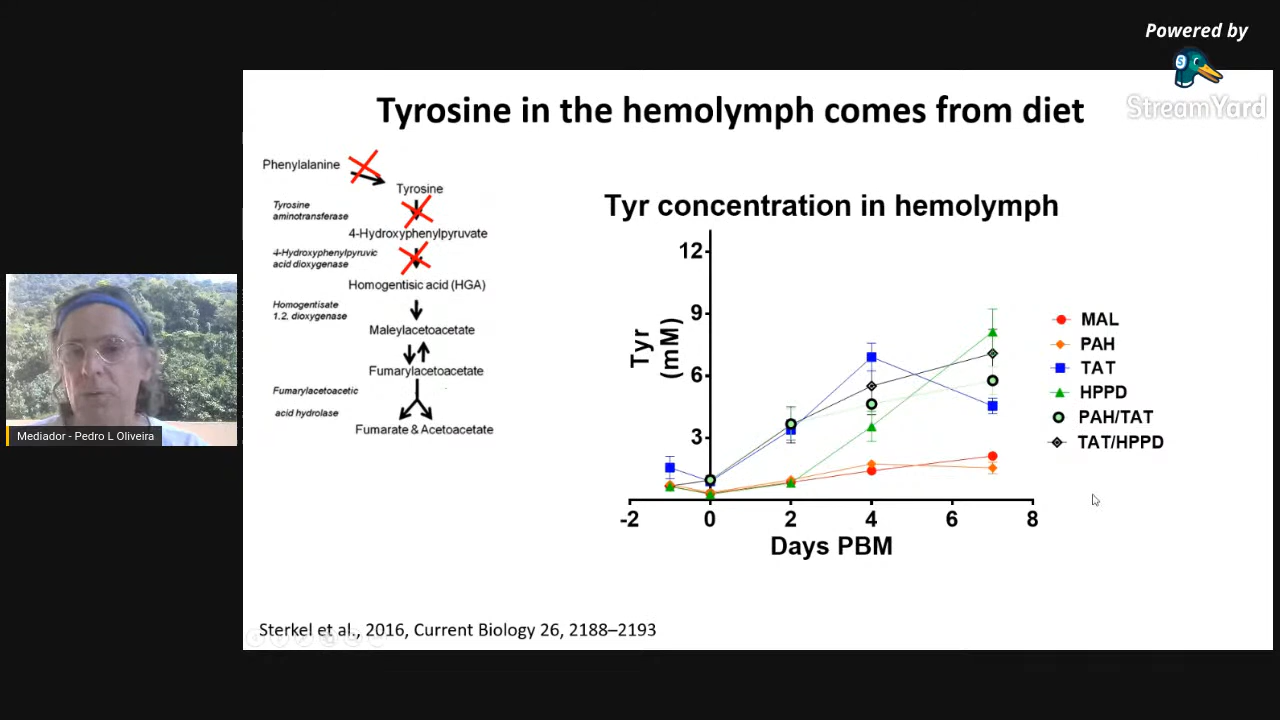 Powered by
StreamYard
Tyrosine in the hemolymph comes from diet
Phenylalanine
Tyrosine
Tyrosine
aminotransferase
4-Hydroxyphenylpyruvate
4-Hydroxyphenylpyruvic
acid dioxygenase
Homogentisic acid (HGA)
Homogentisate
1.2, dioxygenase
Maleylacetoacetate
Fumarylacetoacetate
Fumarylacetoacetic
acid hydrolase
Fumarate & Acetoacetate
Tyr concentration in hemolymph
Tyr
(mM)
12
9
6
3
-2 0 2 4 6 8
Days PBM
MAL
PAH
TAT
HPPD
PAH/TAT
TAT/HPPD
Mediador - Pedro L Oliveira
Sterkel et al., 2016, Current Biology 26, 2188–2193